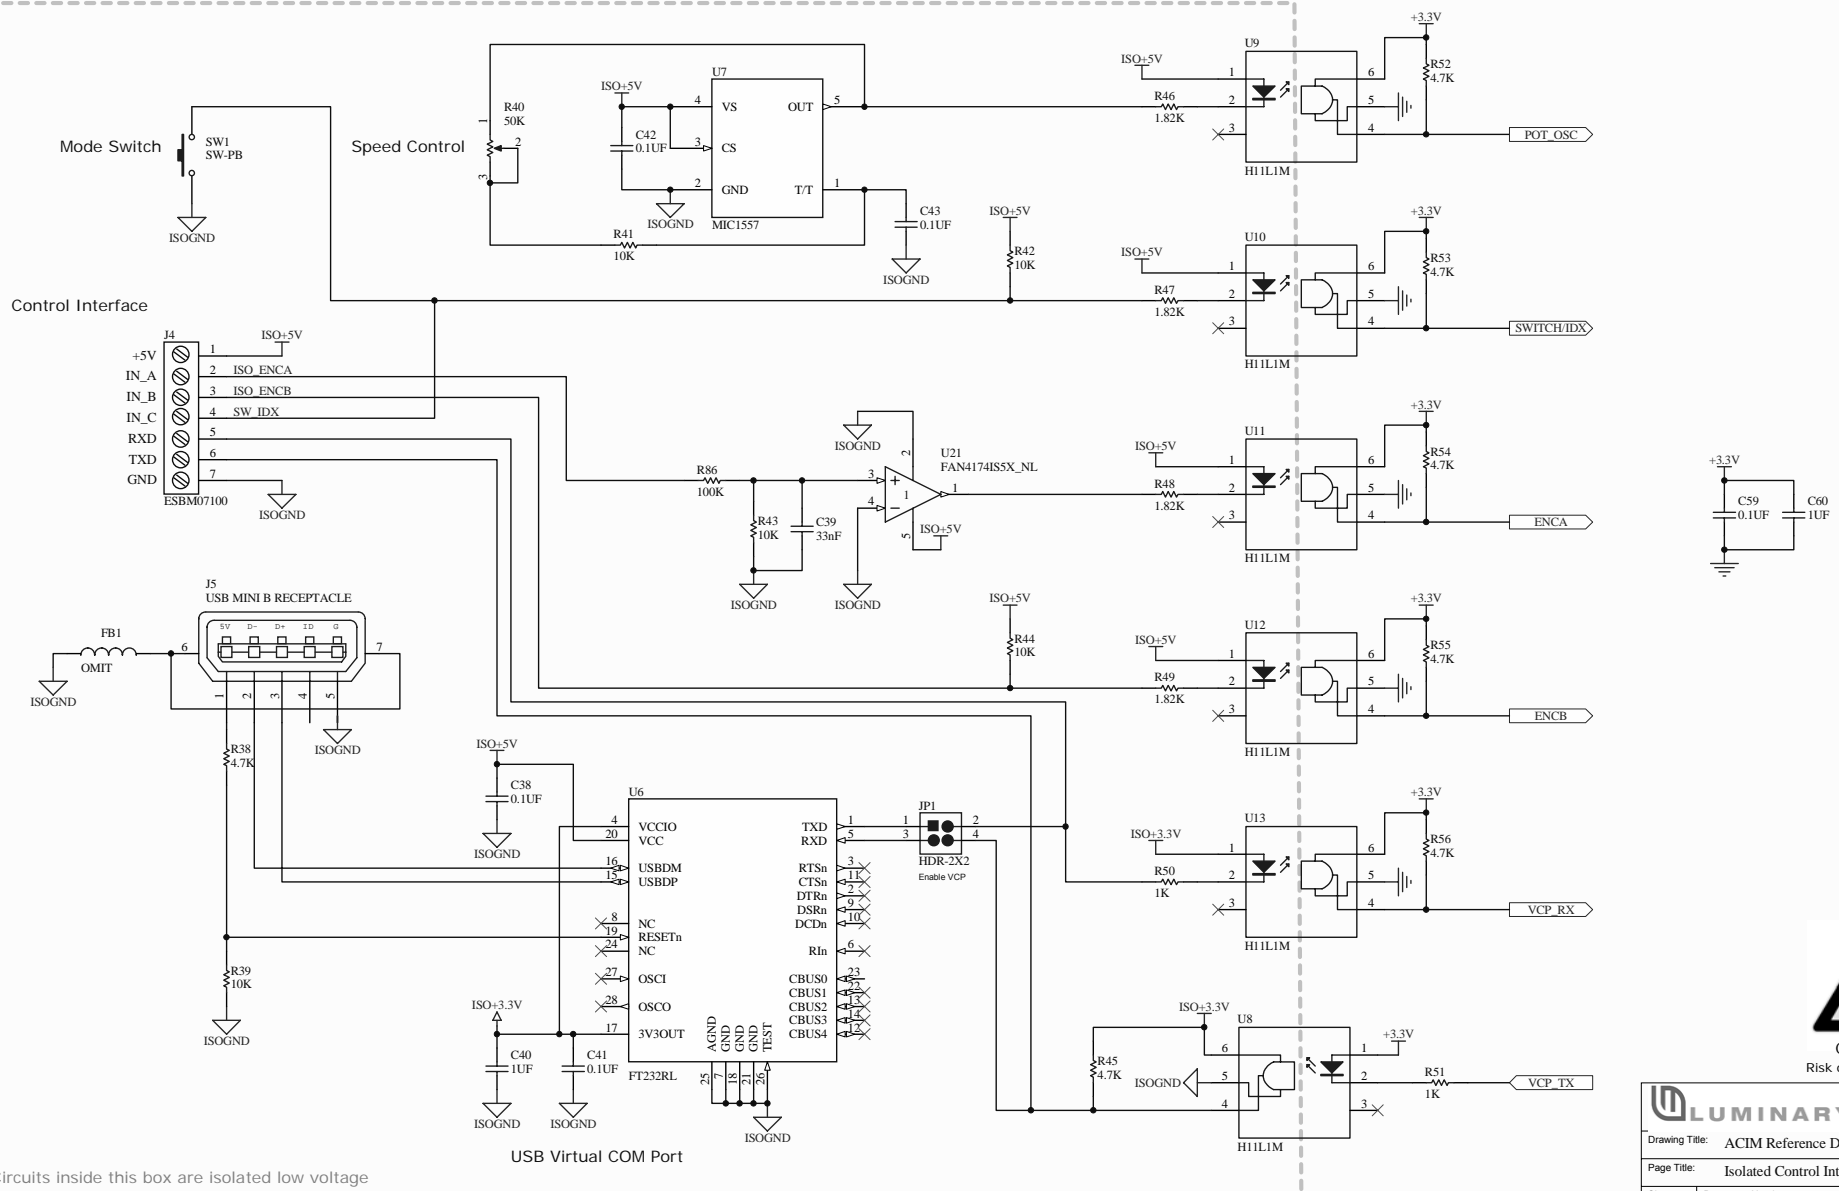 Mode Switch
SW1
SW-PB
ISOGND
Speed Control
R40
50K
1
2
3
R41
10K
ISO+5V
C42
0.1UF
ISOGND
U7
4 VS
3 CS
2 GND
OUT 5
T/T 1
MIC1557
C43
0.1UF
ISOGND
ISO+5V
R42
10K
ISO+5V
R46
1.82K
U9
1
2
3
6
5
4
H11L1M
+3.3V
R52
4.7K
POT_OSC
ISO+5V
R47
1.82K
U10
1
2
3
6
5
4
H11L1M
+3.3V
R53
4.7K
SWITCH/IDX
Control Interface
J4
+5V 1 ISO+5V
IN_A 2 ISO_ENCA
IN_B 3 ISO_ENCB
IN_C 4 SW_IDX
RXD 5
TXD 6
GND 7
ESBM07100
ISOGND
R86
100K
R43
10K
C39
33nF
ISOGND
ISOGND
U21
FAN4174IS5X_NL
2
3
4
+
−
1
1
5
ISO+5V
ISOGND
ISO+5V
R48
1.82K
U11
1
2
3
6
5
4
H11L1M
+3.3V
R54
4.7K
ENCA
+3.3V
C59
0.1UF
C60
1UF
J5
USB MINI B RECEPTACLE
5V D- D+ ID G
FB1
OMIT
ISOGND
6
7
1
2
3
4
5
ISOGND
R38
4.7K
R39
10K
ISOGND
ISO+5V
R44
10K
ISO+5V
R49
1.82K
U12
1
2
3
6
5
4
H11L1M
+3.3V
R55
4.7K
ENCB
ISO+5V
C38
0.1UF
ISOGND
U6
4 VCCIO
20 VCC
16 USBDM
15 USBDP
8 NC
19 RESETn
24 NC
27 OSCI
28 OSCO
17 3V3OUT
TXD 1
RXD 5
RTSn 3
CTSn 11
DTRn 2
DSRn 9
DCDn 10
RIn 6
CBUS0 23
CBUS1 22
CBUS2 13
CBUS3 14
CBUS4 12
AGND
GND
GND
GND
TEST
25
7
18
21
26
FT232RL
ISOGND
ISO+3.3V
C40
1UF
C41
0.1UF
ISOGND
ISOGND
JP1
1
2
3
4
HDR-2X2
Enable VCP
ISO+3.3V
R50
1K
U13
1
2
3
6
5
4
H11L1M
+3.3V
R56
4.7K
VCP_RX
ISO+3.3V
R45
4.7K
ISOGND
U8
6
5
4
1
2
3
H11L1M
+3.3V
R51
1K
VCP_TX
USB Virtual COM Port
ircuits inside this box are isolated low voltage
Risk
LUMINARY
Drawing Title: ACIM Reference D
Page Title: Isolated Control Int